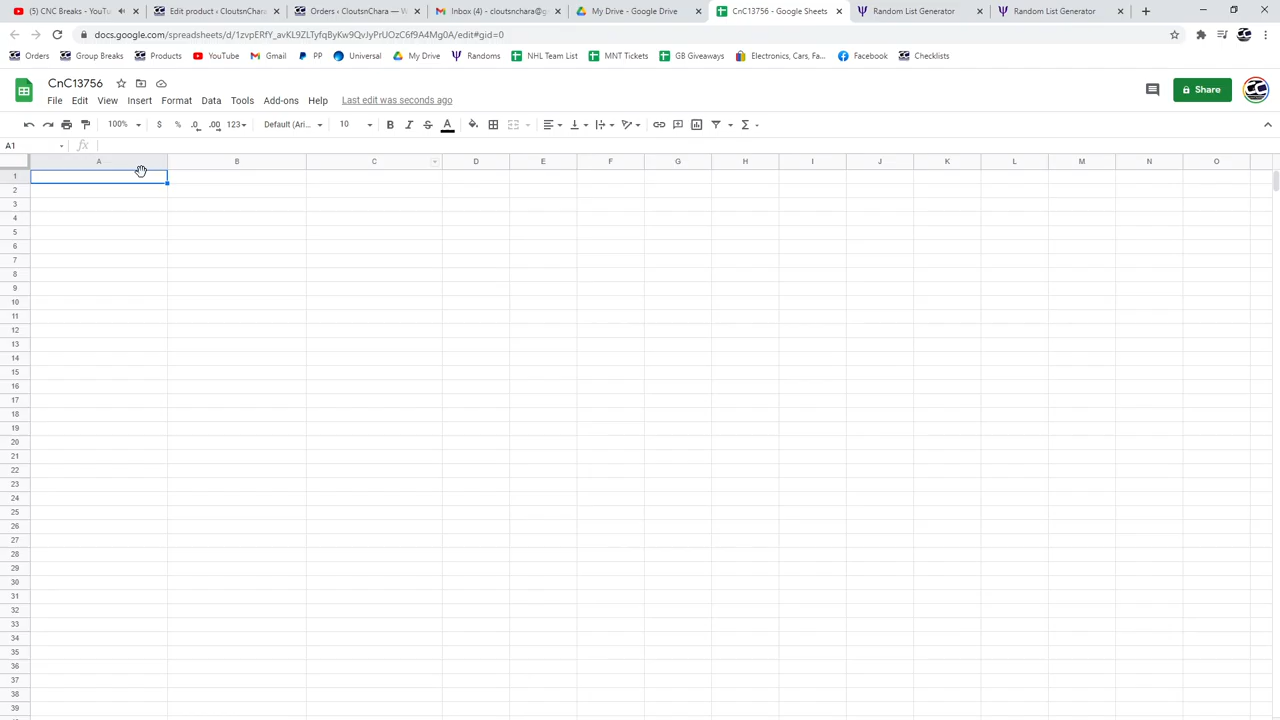 (5) CNC Breaks - YouTu
Edit product ‹ CloutsnChara
Orders ‹ CloutsnChara — W
Inbox (4) - cloutsnchara@g
My Drive - Google Drive
CnC13756 - Google Sheets
Random List Generator
Random List Generator
docs.google.com/spreadsheets/d/1zvpERfY_avKL9ZLTyfqByKw9QvJyPrUOzC6f9A4Mg0A/edit#gid=0
Orders
Group Breaks
Products
YouTube
Gmail
PP
Universal
My Drive
Randoms
NHL Team List
MNT Tickets
GB Giveaways
Electronics, Cars, Fa...
Facebook
Checklists
CnC13756
File Edit View Insert Format Data Tools Add-ons Help Last edit was seconds ago
Share
100% $ % .0 .00 123 Default (Ari... 10 B I S A
A1 fx
A B C D E F G H I J K L M N O
1
2
3
4
5
6
7
8
9
10
11
12
13
14
15
16
17
18
19
20
21
22
23
24
25
26
27
28
29
30
31
32
33
34
35
36
37
38
39